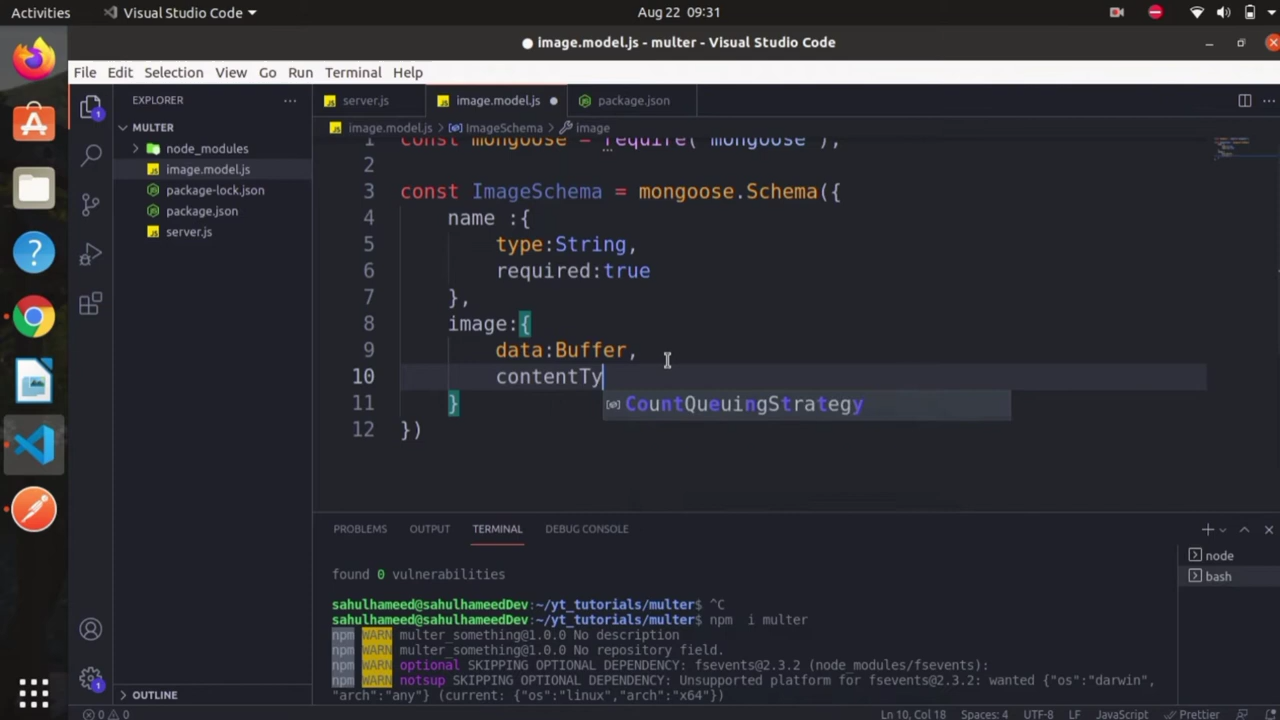 Activities
Visual Studio Code
Aug 22 09:31
image.model.js - multer - Visual Studio Code
File Edit Selection View Go Run Terminal Help
EXPLORER
server.js
image.model.js
package.json
MULTER
image.model.js
ImageSchema
image
node_modules
image.model.js
package-lock.json
package.json
server.js
1 const mongoose = require("mongoose");
2
3 const ImageSchema = mongoose.Schema({
4 name :{
5 type:String,
6 required:true
7 },
8 image:{
9 data:Buffer,
10 contentTy
CountQueuingStrategy
11 }
12 })
PROBLEMS OUTPUT TERMINAL DEBUG CONSOLE
node
bash
found 0 vulnerabilities
sahulhameed@sahulhameedDev:~/yt_tutorials/multer$ ^C
sahulhameed@sahulhameedDev:~/yt_tutorials/multer$ npm  i multer
npm WARN multer_something@1.0.0 No description
npm WARN multer_something@1.0.0 No repository field.
npm WARN optional SKIPPING OPTIONAL DEPENDENCY: fsevents@2.3.2 (node_modules/fsevents):
npm WARN notsup SKIPPING OPTIONAL DEPENDENCY: Unsupported platform for fsevents@2.3.2: wanted {"os":"darwin",
"arch":"any"} (current: {"os":"linux","arch":"x64"})
OUTLINE
0 0
Ln 10, Col 18 Spaces: 4 UTF-8 LF JavaScript Prettier